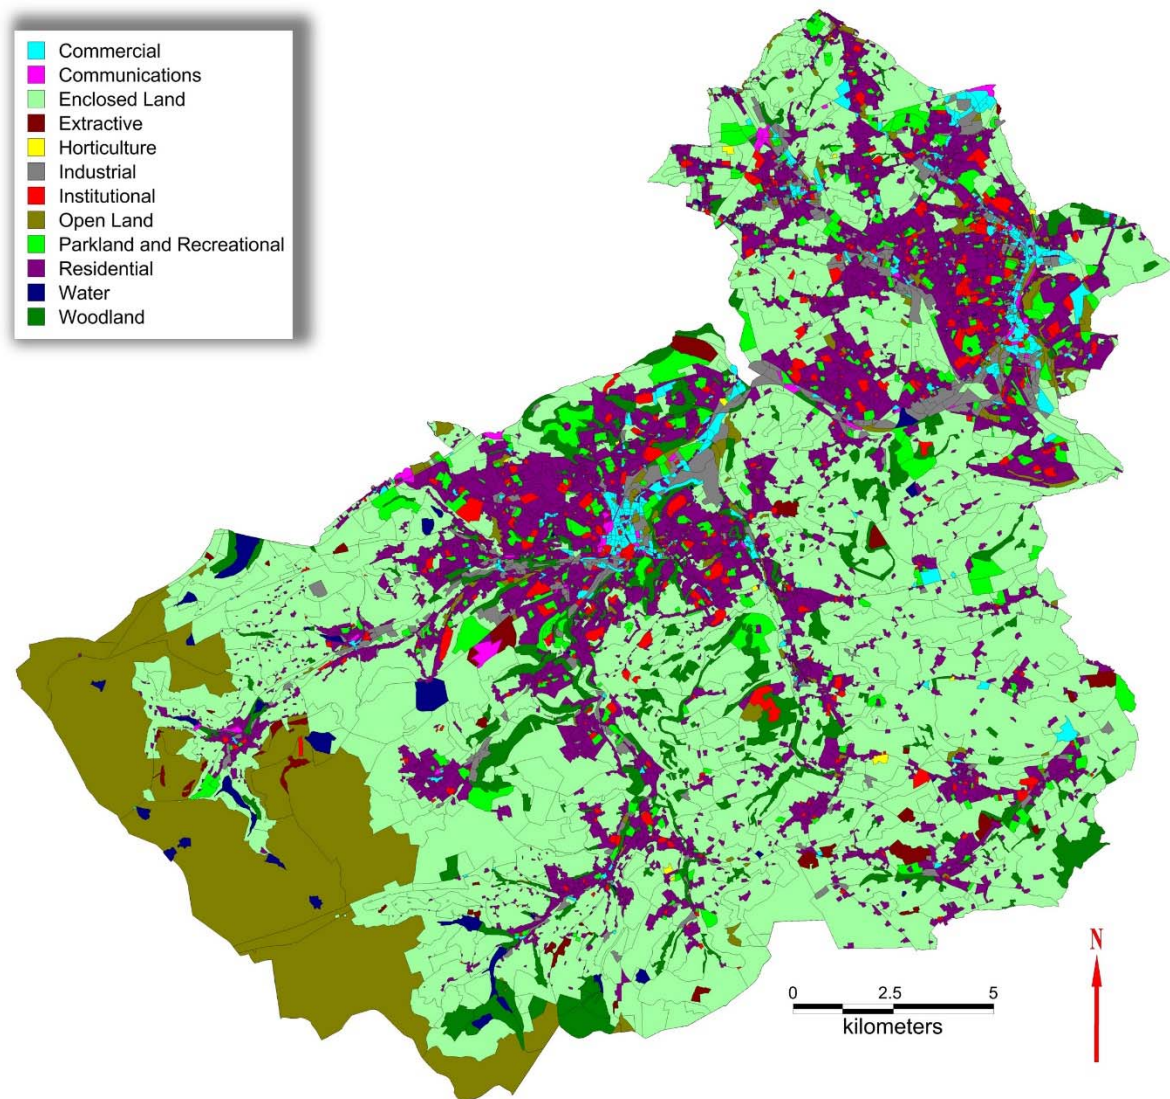 Commercial
Communications
Enclosed Land
Extractive
Horticulture
Industrial
Institutional
Open Land
Parkland and Recreational
Residential
Water
Woodland
N
0 2.5 5
kilometers